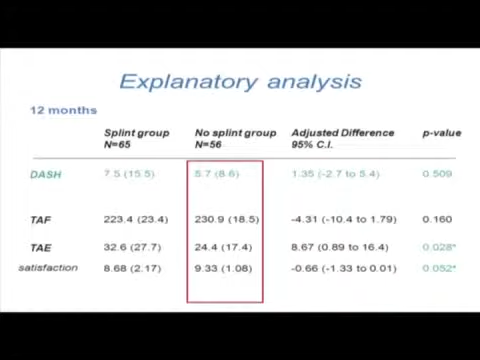 Explanatory analysis
12 months
Splint group No splint group Adjusted Difference p-value
N=65 N=56 95% C.I.
DASH 7.5 (15.5) 5.7 (8.6) 1.35 (-2.7 to 5.4) 0.509
TAF 223.4 (23.4) 230.9 (18.5) -4.31 (-10.4 to 1.79) 0.160
TAE 32.6 (27.7) 24.4 (17.4) 8.67 (0.89 to 16.4) 0.028*
satisfaction 8.68 (2.17) 9.33 (1.08) -0.66 (-1.33 to 0.01) 0.052*